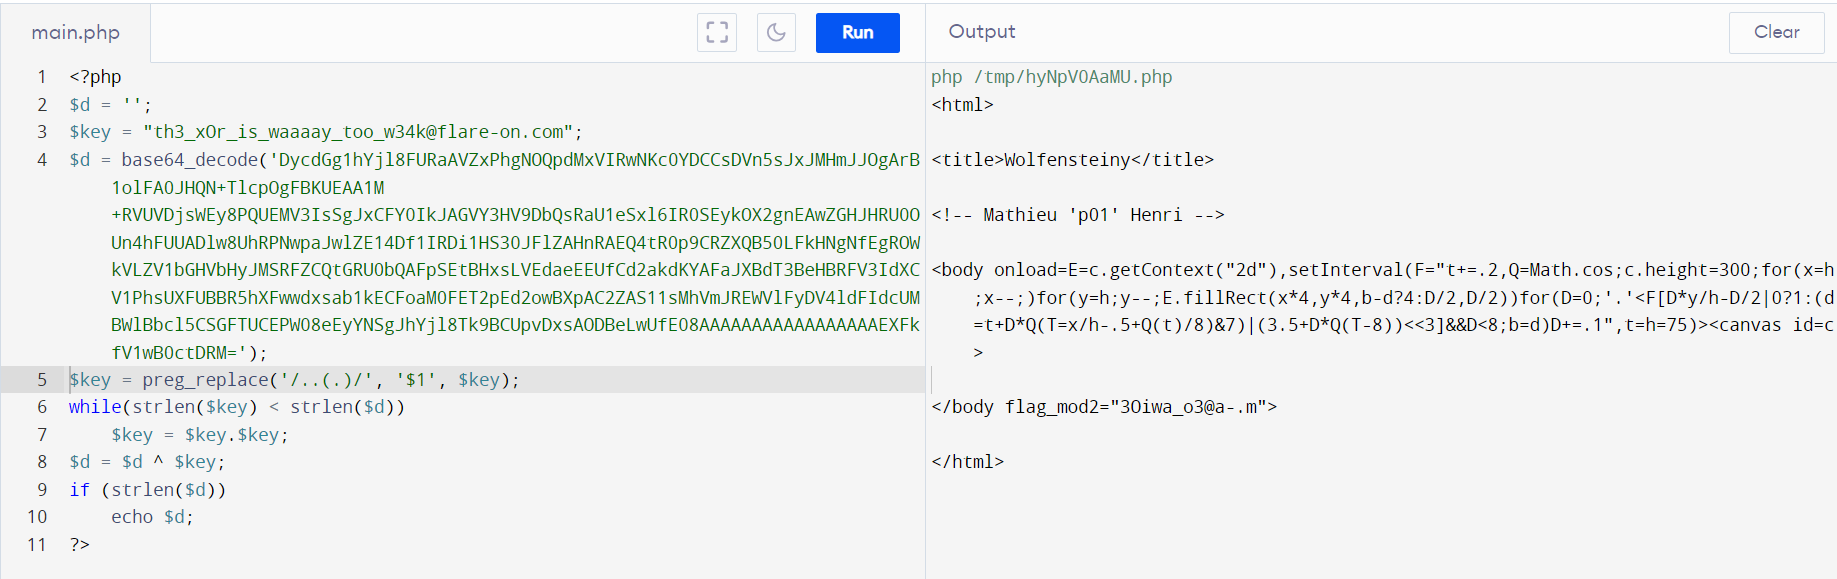 main.php
Run
Output
Clear
1 <?php
2 $d = '';
3 $key = "th3_xOr_is_waaaay_too_w34k@flare-on.com";
4 $d = base64_decode('DycdGg1hYjl8FURaAVZxPhgNOQpdMxVIRwNKc0YDCCsDVn5sJxJMHmJJOgArB
1olFA0JHQN+TlcpOgFBKUEAA1M
+RVUVDjsWEy8PQUEMV3IsSgJxCFY0IkJAGVY3HV9DbQsRaU1eSxl6IR0SEykOX2gnEAwZGHJHRU0O
Un4hFUUADlw8UhRPNwpaJwlZE14Df1IRDi1HS30JFlZAHnRAEQ4tR0p9CRZXQB50LFkHNgNfEgROW
kVLZV1bGHVbHyJMSRFZCQtGRU0bQAFpSEtBHxsLVEdaeEEUfCd2akdKYAFaJXBdT3BeHBRFV3IdXC
V1PhsUXFUBBR5hXFwwdxsab1kECFoaM0FET2pEd2owBXpAC2ZAS11sMhVmJREWVlFyDV4ldFIdcUM
BWlBbcl5CSGFTUCEPW08eEyYNSgJhYjl8Tk9BCUpvDxsAODBeLwUfE08AAAAAAAAAAAAAAAAAEXFk
fV1wB0ctDRM=');
5 $key = preg_replace('/..(.)/', '$1', $key);
6 while(strlen($key) < strlen($d))
7 $key = $key.$key;
8 $d = $d ^ $key;
9 if (strlen($d))
10 echo $d;
11 ?>
php /tmp/hyNpV0AaMU.php
<html>
<title>Wolfensteiny</title>
<!-- Mathieu 'p01' Henri -->
<body onload=E=c.getContext("2d"),setInterval(F="t+=.2,Q=Math.cos;c.height=300;for(x=h
;x--;)for(y=h;y--;E.fillRect(x*4,y*4,b-d?4:D/2,D/2))for(D=0;'.'<F[D*y/h-D/2|0?1:(d
=t+D*Q(T=x/h-.5+Q(t)/8)&7)|(3.5+D*Q(T-8))<<3]&&D<8;b=d)D+=.1",t=h=75)><canvas id=c
>
</body flag_mod2="3Oiwa_o3@a-.m">
</html>